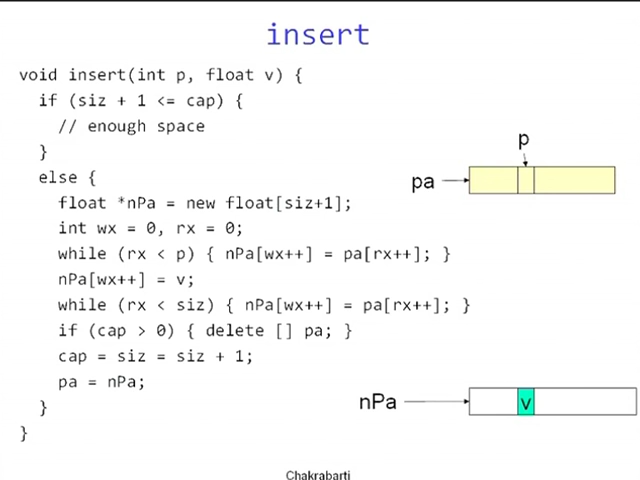 insert
void insert(int p, float v) {
if (siz + 1 <= cap) {
// enough space
}
else {
float *nPa = new float[siz+1];
int wx = 0, rx = 0;
while (rx < p) { nPa[wx++] = pa[rx++]; }
nPa[wx++] = v;
while (rx < siz) { nPa[wx++] = pa[rx++]; }
if (cap > 0) { delete [] pa; }
cap = siz = siz + 1;
pa = nPa;
}
}
p
pa
nPa
v
Chakrabarti